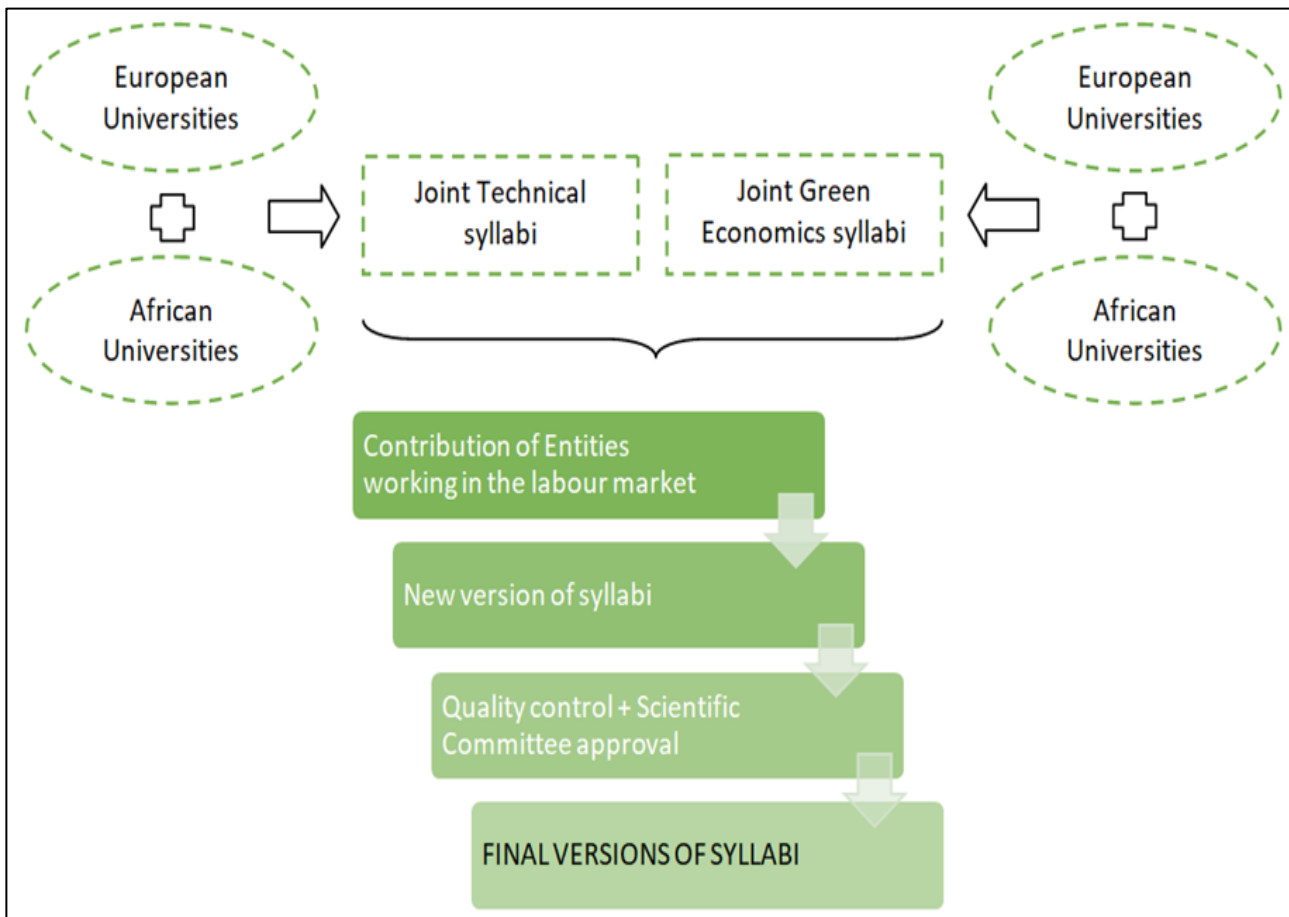 European
Universities
African
Universities
Joint Technical
syllabi
Joint Green
Economics syllabi
European
Universities
African
Universities
Contribution of Entities
working in the labour market
New version of syllabi
Quality control + Scientific
Committee approval
FINAL VERSIONS OF SYLLABI